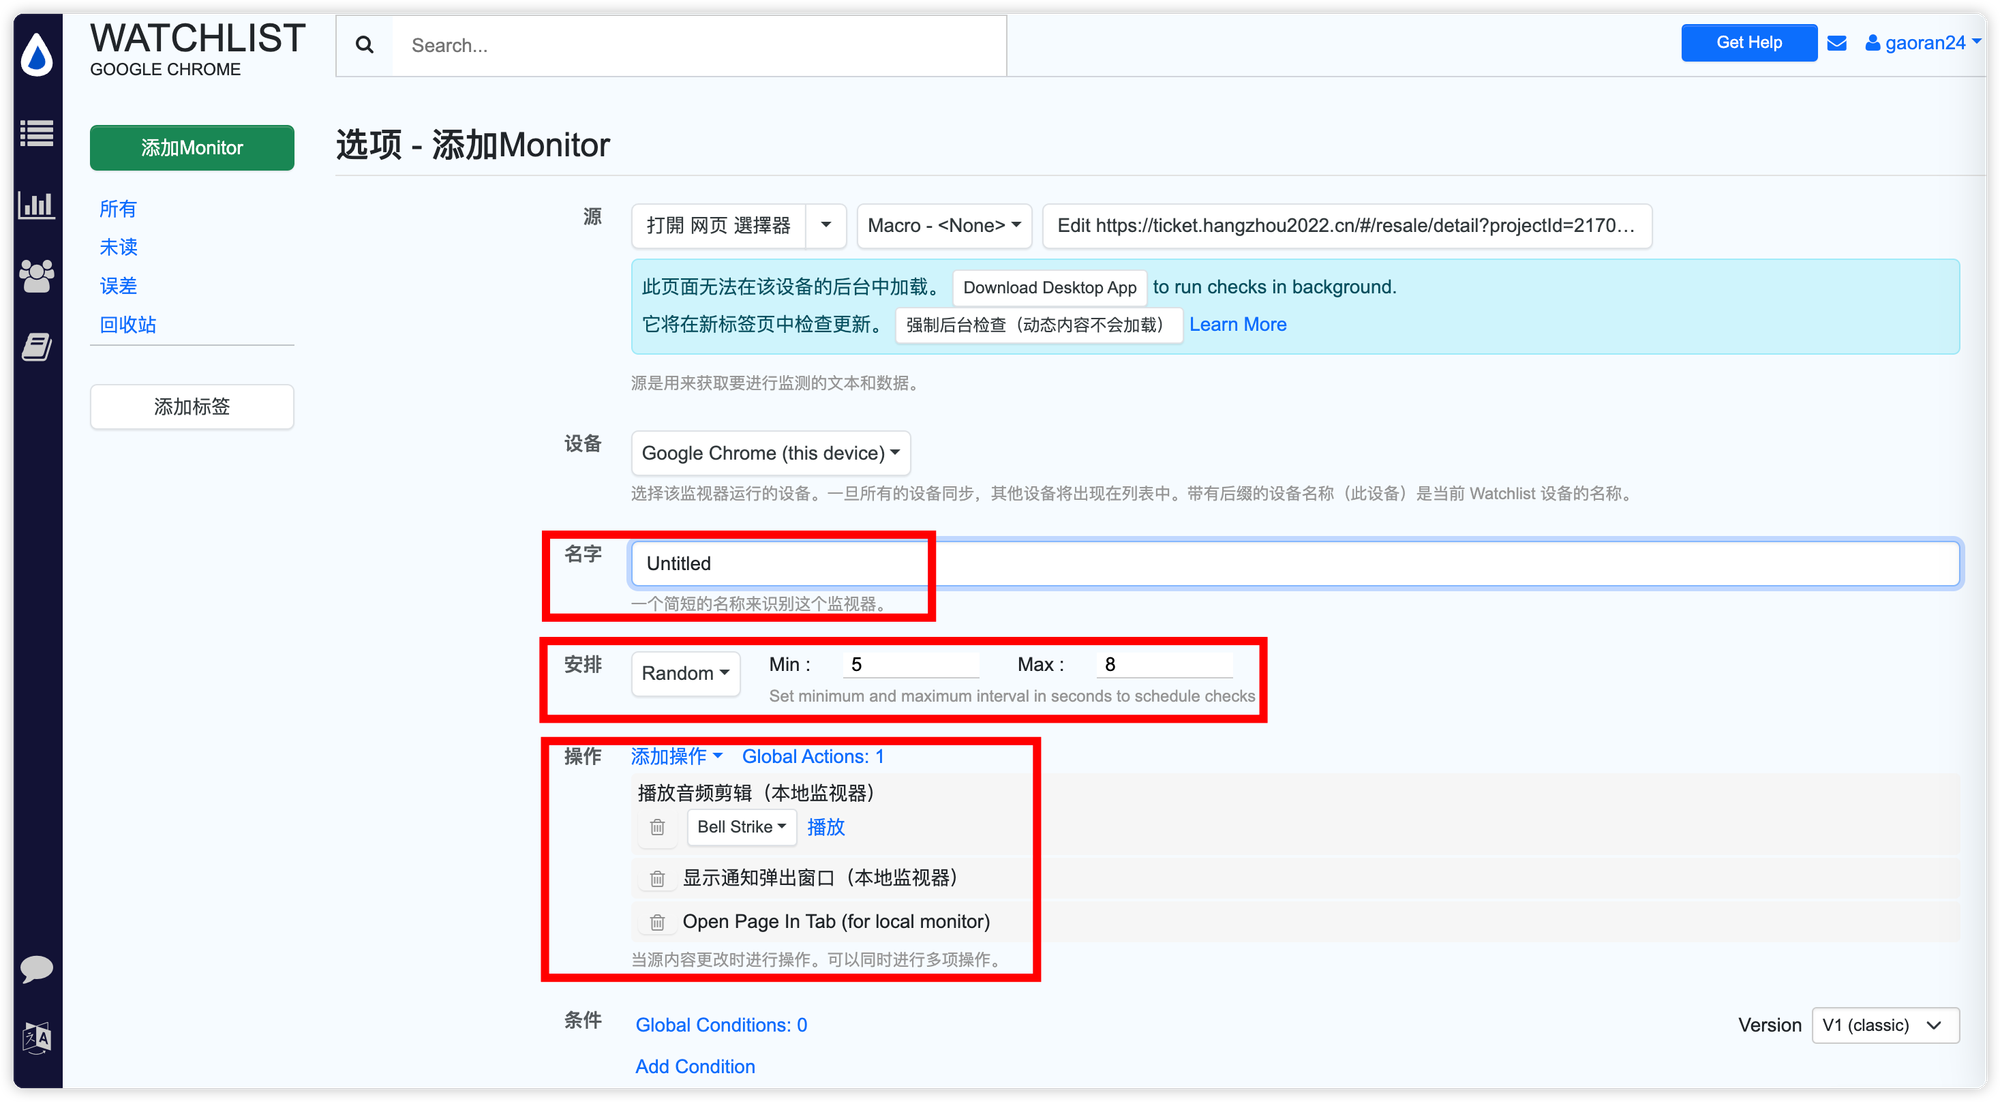 WATCHLIST
GOOGLE CHROME
Search...
Get Help
gaoran24
添加Monitor
所有
未读
误差
回收站
添加标签
选项 - 添加Monitor
源
打開 网页 選擇器
Macro - <None>
Edit https://ticket.hangzhou2022.cn/#/resale/detail?projectId=2170...
此页面无法在该设备的后台中加载。 Download Desktop App to run checks in background.
它将在新标签页中检查更新。 强制后台检查（动态内容不会加载） Learn More
源是用来获取要进行监测的文本和数据。
设备
Google Chrome (this device)
选择该监视器运行的设备。一旦所有的设备同步，其他设备将出现在列表中。带有后缀的设备名称（此设备）是当前 Watchlist 设备的名称。
名字
Untitled
一个简短的名称来识别这个监视器。
安排
Random
Min : 5
Max : 8
Set minimum and maximum interval in seconds to schedule checks
操作
添加操作
Global Actions: 1
播放音频剪辑（本地监视器）
Bell Strike
播放
显示通知弹出窗口（本地监视器）
Open Page In Tab (for local monitor)
当源内容更改时进行操作。可以同时进行多项操作。
条件
Global Conditions: 0
Version V1 (classic)
Add Condition